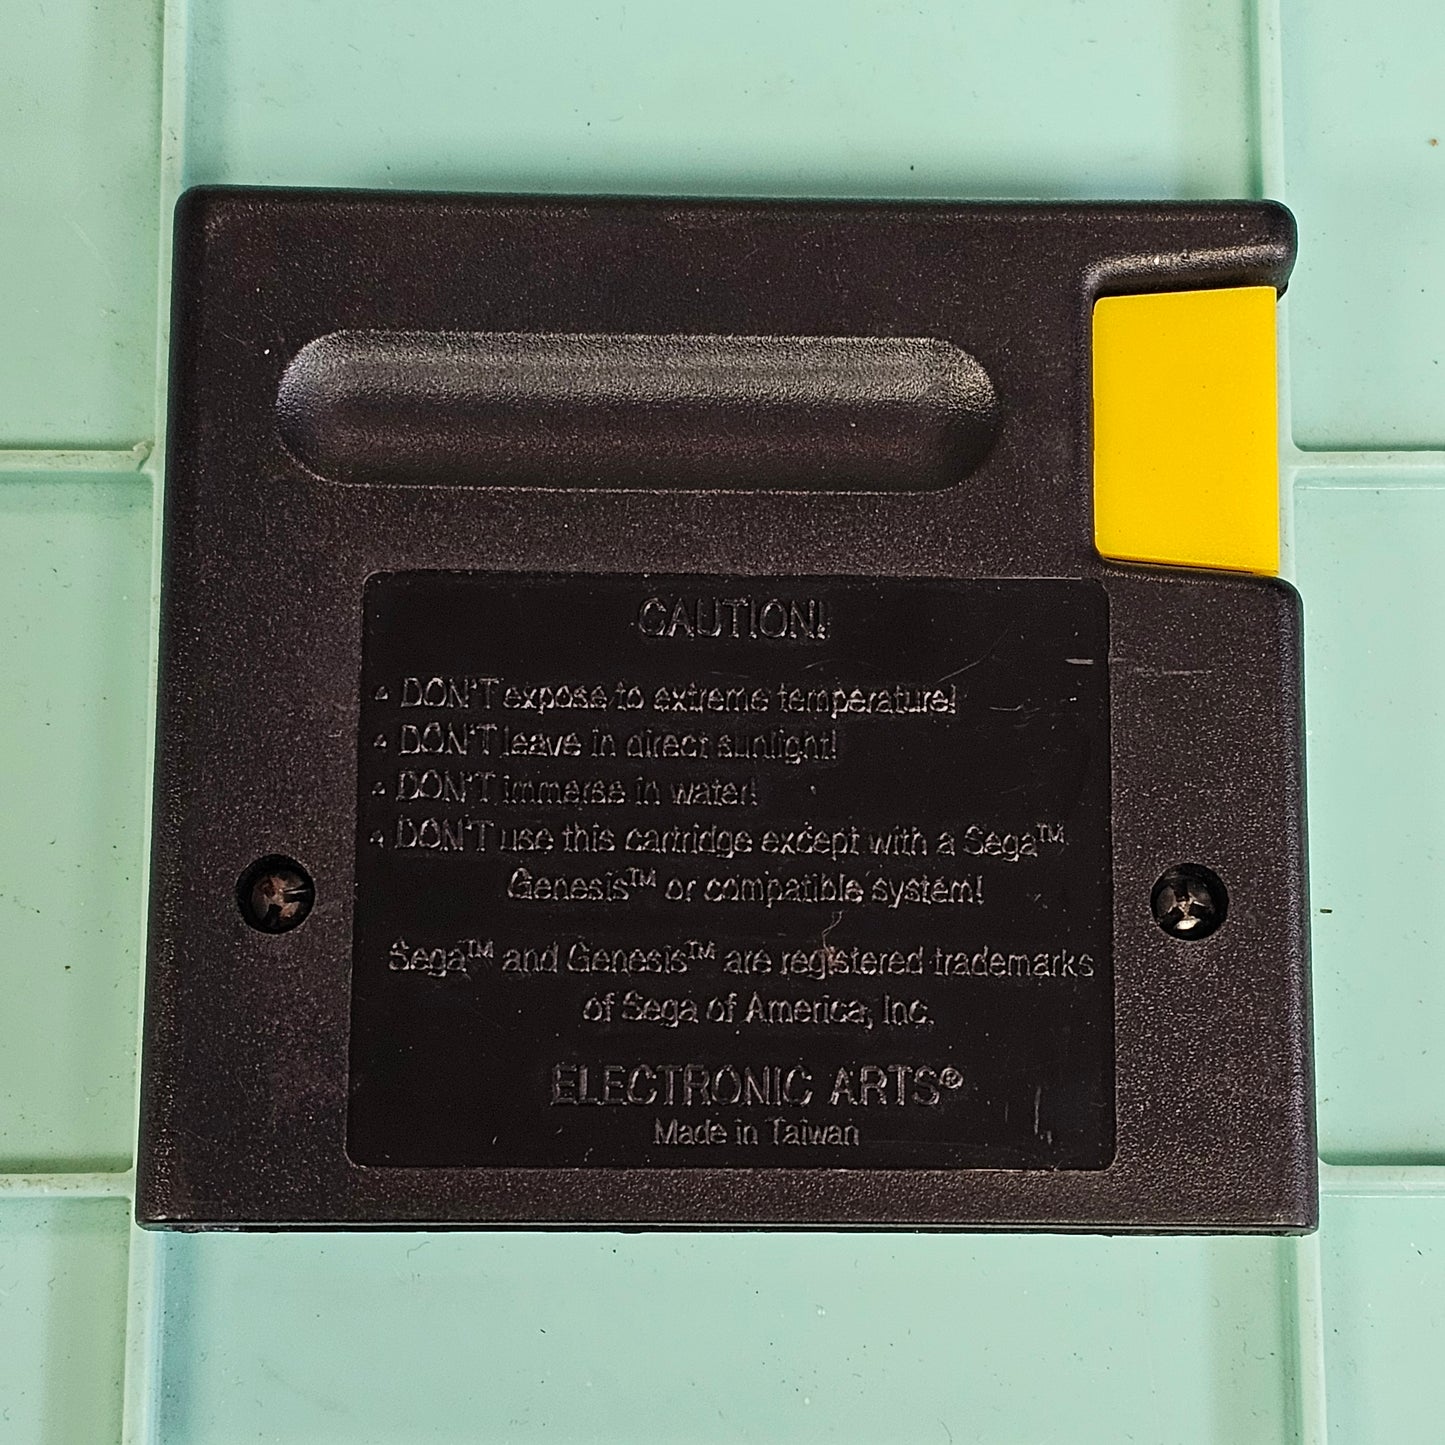 CAUTION!
• DON'T expose to extreme temperature!
• DON'T leave in direct sunlight!
• DON'T immerse in water!
• DON'T use this cartridge except with a Sega™
Genesis™ or compatible system!
Sega™ and Genesis™ are registered trademarks
of Sega of America, Inc.
ELECTRONIC ARTS®
Made in Taiwan